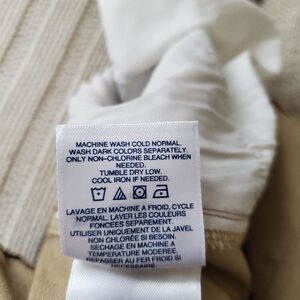 MACHINE WASH COLD NORMAL.
WASH DARK COLORS SEPARATELY.
ONLY NON-CHLORINE BLEACH WHEN
NEEDED.
TUMBLE DRY LOW.
COOL IRON IF NEEDED.
LAVAGE EN MACHINE A FROID, CYCLE
NORMAL. LAVER LES COULEURS
FONCEES SEPAREMENT.
UTILISER UNIQUEMENT DE LA JAVEL
NON CHLORÉE SI BESOIN.
SECHAGE EN MACHINE A
TEMPERATURE MODEREE.
REPASSER AU FER FROID SI
NECESSAIRE.